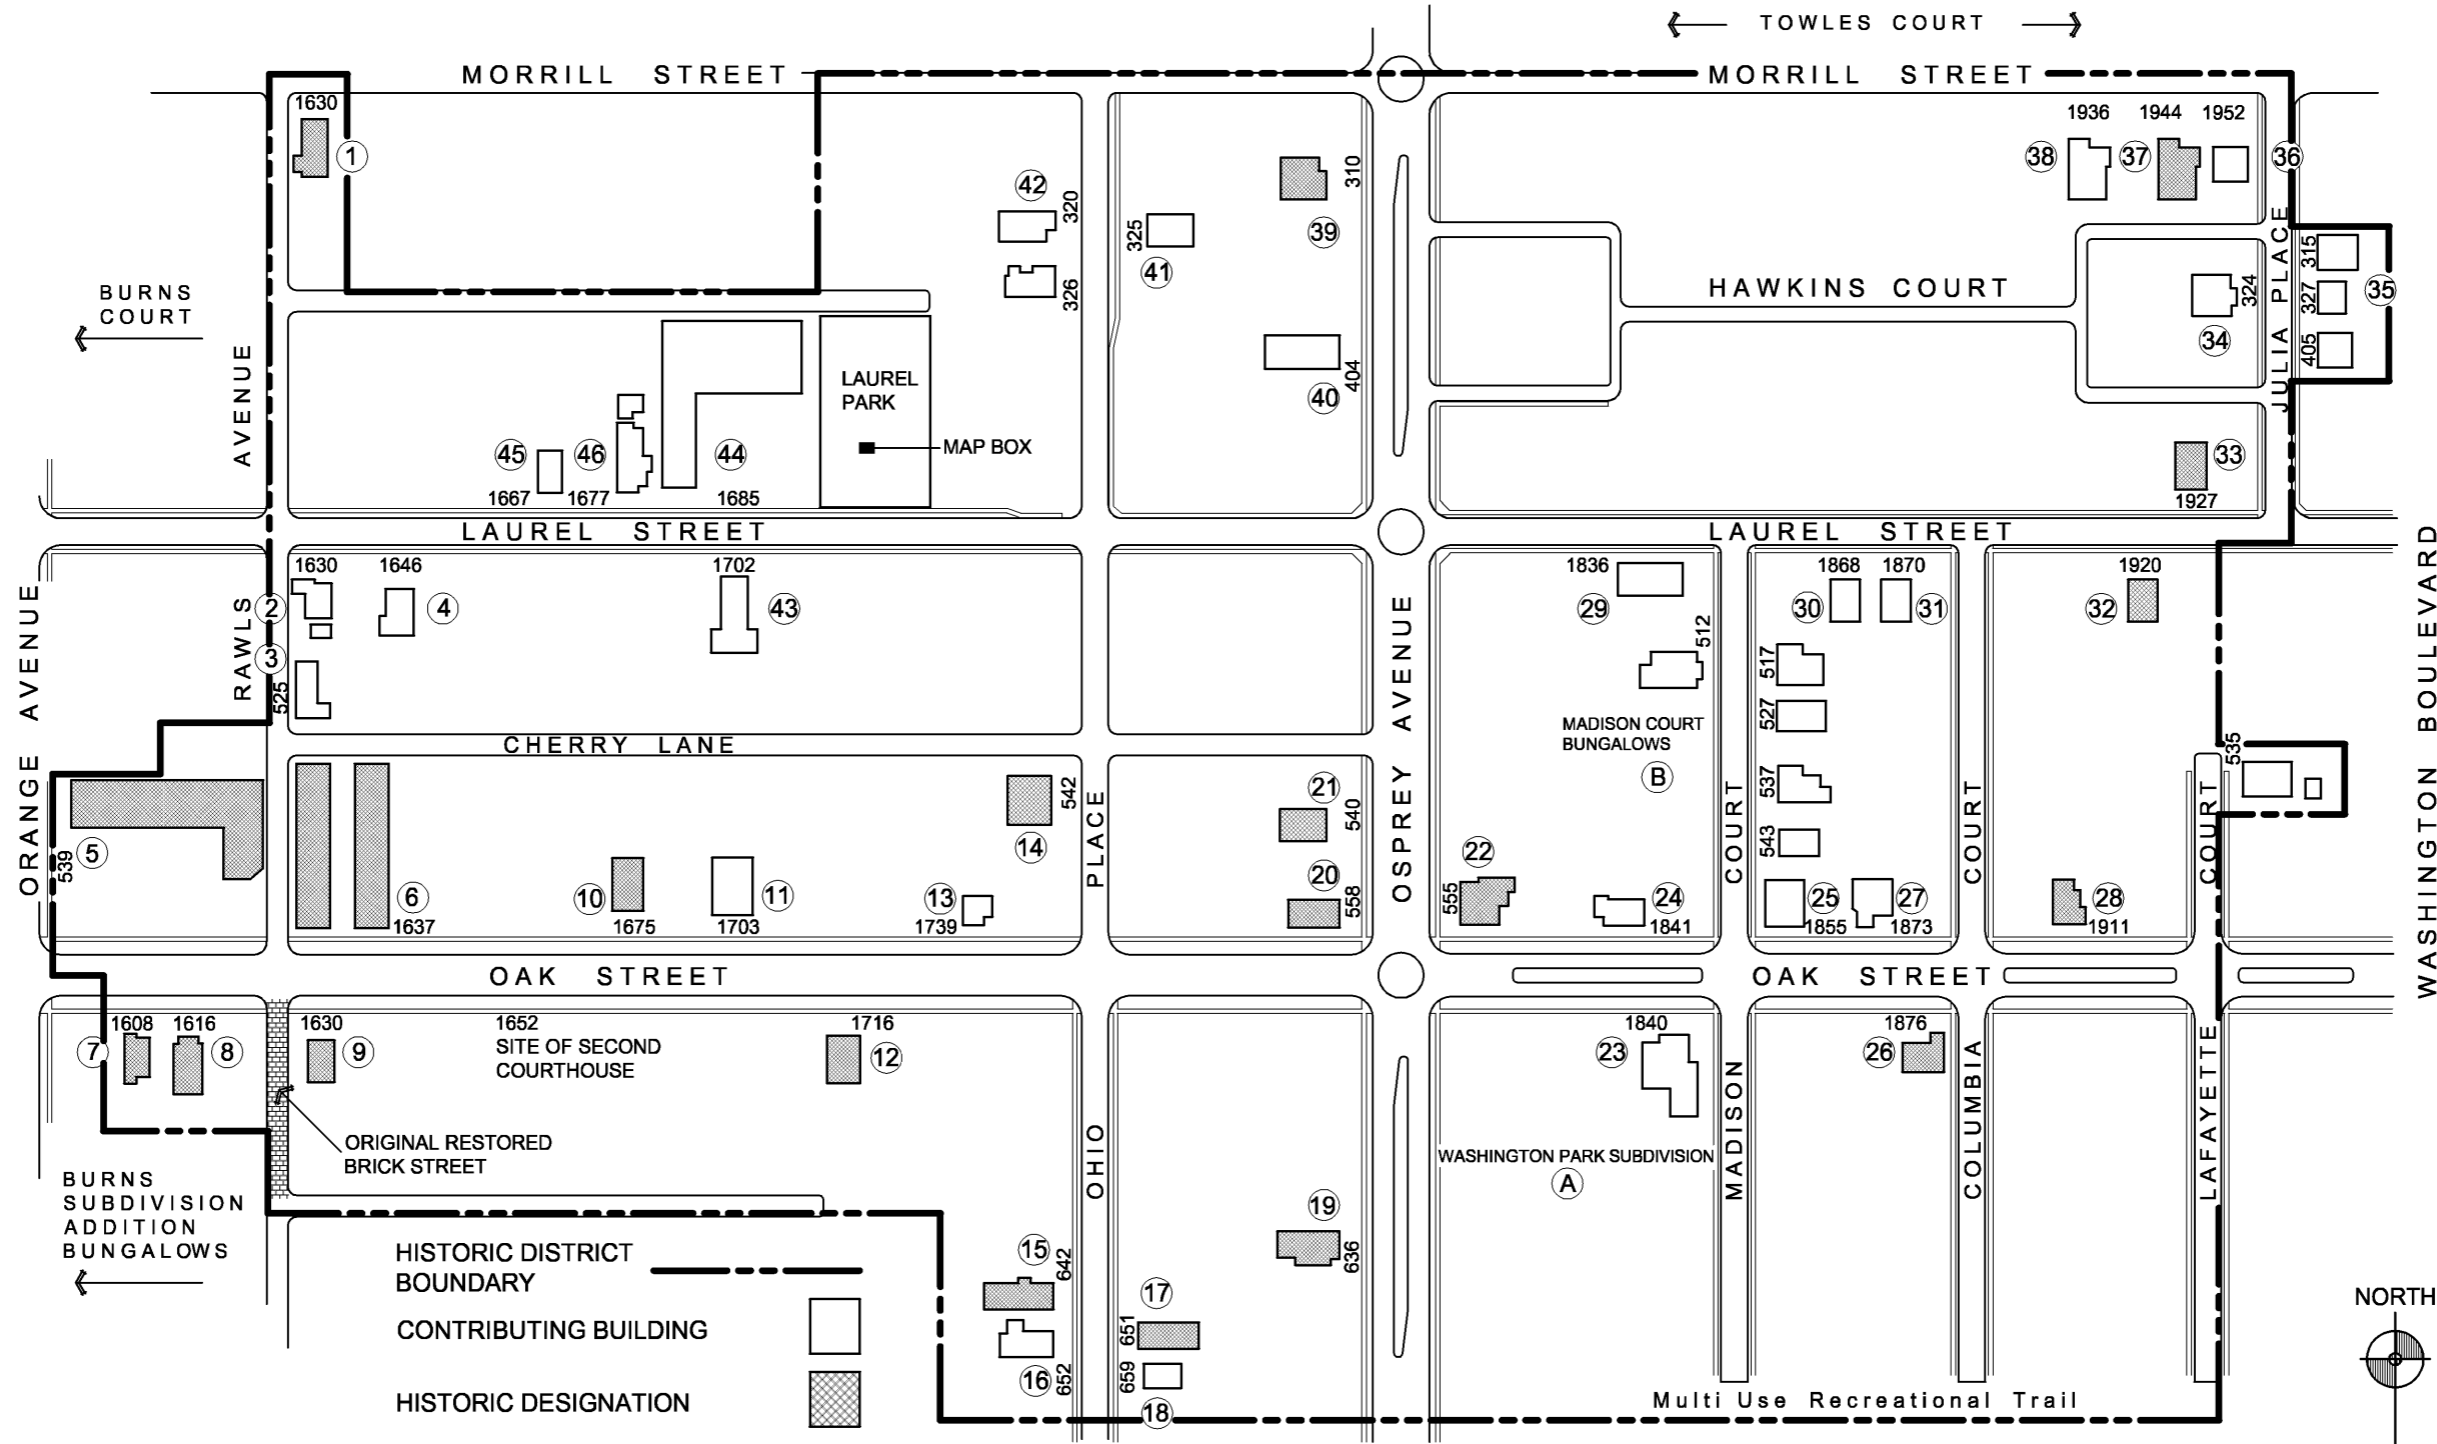 TOWLES COURT
MORRILL STREET
MORRILL STREET
1630
1
1936
1944
1952
38
37
36
310
39
42
320
326
325
41
BURNS
COURT
HAWKINS COURT
324
34
JULIA PLACE
315
327
405
35
404
40
LAUREL
PARK
MAP BOX
AVENUE
45
46
44
1667
1677
1685
33
1927
LAUREL STREET
LAUREL STREET
1630
1646
1702
2
4
43
3
RAWLS
525
1836
29
512
1868
1870
30
31
1920
32
517
527
537
543
ORANGE AVENUE
OSPREY AVENUE
WASHINGTON BOULEVARD
MADISON COURT
BUNGALOWS
B
CHERRY LANE
535
5
539
6
1637
10
1675
11
1703
13
1739
14
542
PLACE
21
540
20
558
22
555
24
1841
COURT
25
1855
27
1873
COURT
28
1911
COURT
OAK STREET
OAK STREET
7
1608
1616
8
1630
9
1652
SITE OF SECOND
COURTHOUSE
1716
12
1840
23
1876
26
ORIGINAL RESTORED
BRICK STREET
OHIO
WASHINGTON PARK SUBDIVISION
A
MADISON
COLUMBIA
LAFAYETTE
BURNS
SUBDIVISION
ADDITION
BUNGALOWS
19
636
15
642
16
652
17
651
659
18
HISTORIC DISTRICT
BOUNDARY
CONTRIBUTING BUILDING
HISTORIC DESIGNATION
Multi Use Recreational Trail
NORTH